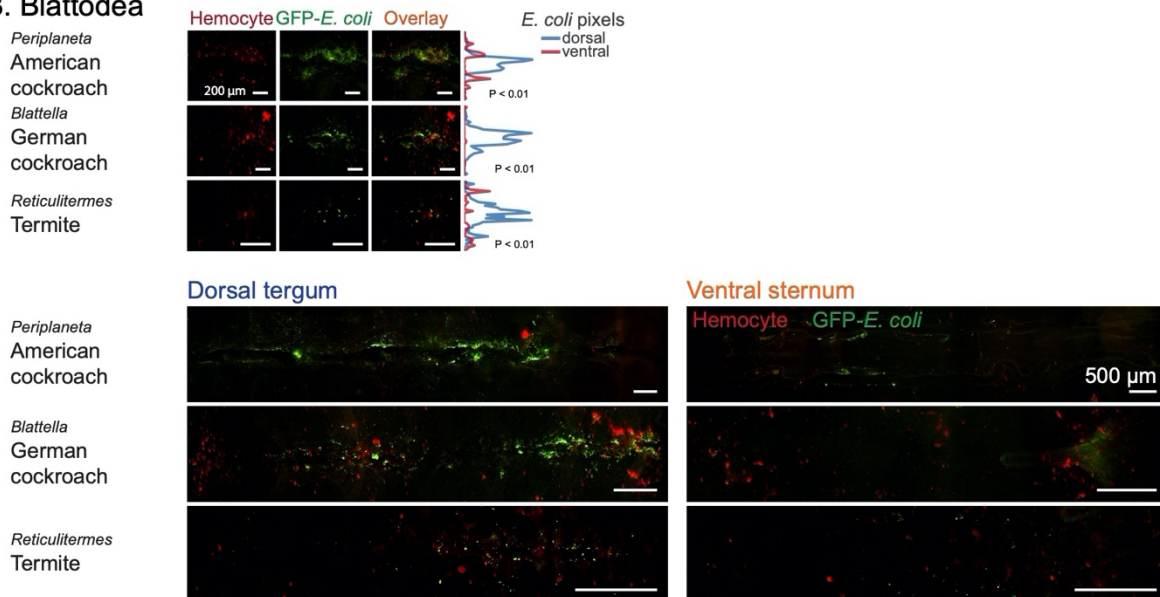 . Blattodea
Hemocyte GFP-E. coli Overlay E. coli pixels
dorsal
ventral
Periplaneta
American
cockroach
200 µm
P < 0.01
Blattella
German
cockroach
P < 0.01
Reticulitermes
Termite
P < 0.01
Dorsal tergum
Ventral sternum
Periplaneta
American
cockroach
Hemocyte GFP-E. coli
500 µm
Blattella
German
cockroach
Reticulitermes
Termite